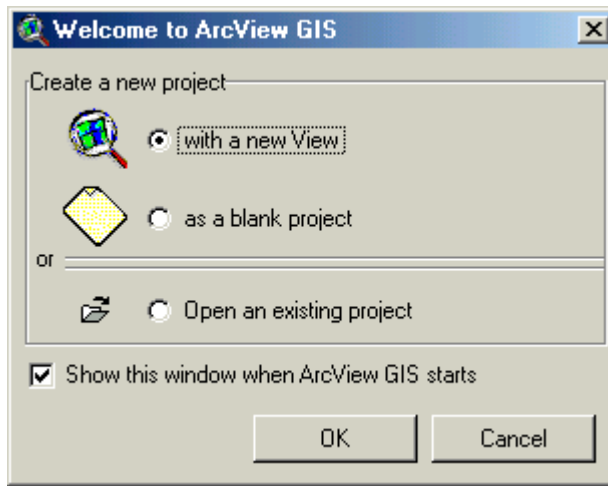 Welcome to ArcView GIS
Create a new project
with a new View
as a blank project
or
Open an existing project
Show this window when ArcView GIS starts
OK
Cancel